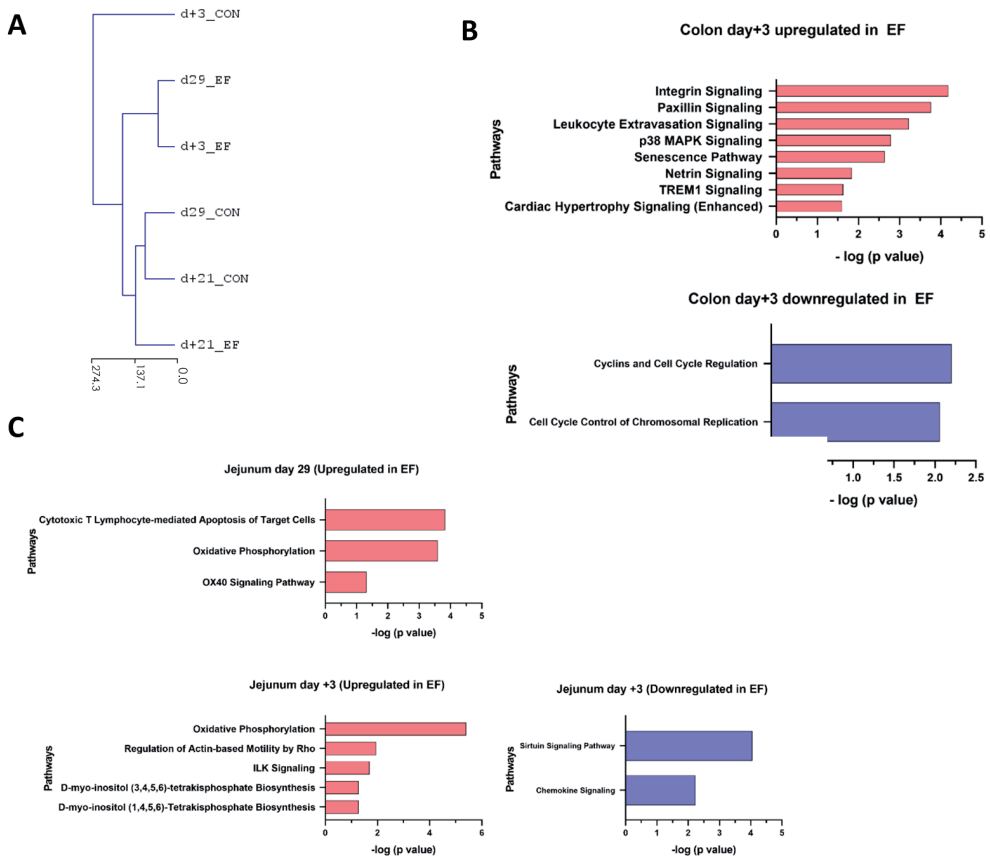 A
d+3_CON
d29_EF
d+3_EF
d29_CON
d+21_CON
d+21_EF
274.3
137.1
0.0
B
Colon day+3 upregulated in EF
Pathways
Integrin Signaling
Paxillin Signaling
Leukocyte Extravasation Signaling
p38 MAPK Signaling
Senescence Pathway
Netrin Signaling
TREM1 Signaling
Cardiac Hypertrophy Signaling (Enhanced)
0 1 2 3 4 5
- log (p value)
Colon day+3 downregulated in EF
Pathways
Cyclins and Cell Cycle Regulation
Cell Cycle Control of Chromosomal Replication
1.0 1.5 2.0 2.5
- log (p value)
C
Jejunum day 29 (Upregulated in EF)
Pathways
Cytotoxic T Lymphocyte-mediated Apoptosis of Target Cells
Oxidative Phosphorylation
OX40 Signaling Pathway
0 1 2 3 4 5
-log (p value)
Jejunum day +3 (Upregulated in EF)
Pathways
Oxidative Phosphorylation
Regulation of Actin-based Motility by Rho
ILK Signaling
D-myo-inositol (3,4,5,6)-tetrakisphosphate Biosynthesis
D-myo-inositol (1,4,5,6)-Tetrakisphosphate Biosynthesis
0 2 4 6
-log (p value)
Jejunum day +3 (Downregulated in EF)
Pathways
Sirtuin Signaling Pathway
Chemokine Signaling
0 1 2 3 4 5
-log (p value)